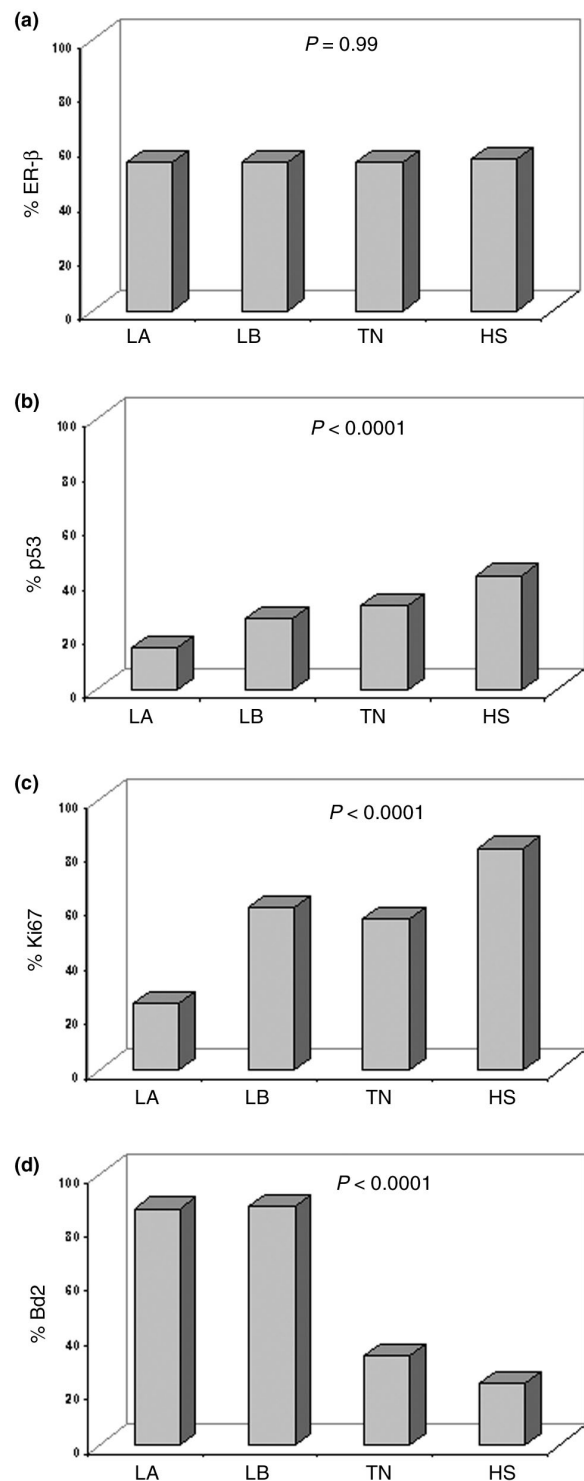 (a)
P = 0.99
100
80
60
40
20
0
% ER-β
LA LB TN HS
(b)
P < 0.0001
100
80
60
40
20
0
% p53
LA LB TN HS
(c)
P < 0.0001
100
80
60
40
20
0
% Ki67
LA LB TN HS
(d)
P < 0.0001
100
80
60
40
20
0
% Bd2
LA LB TN HS